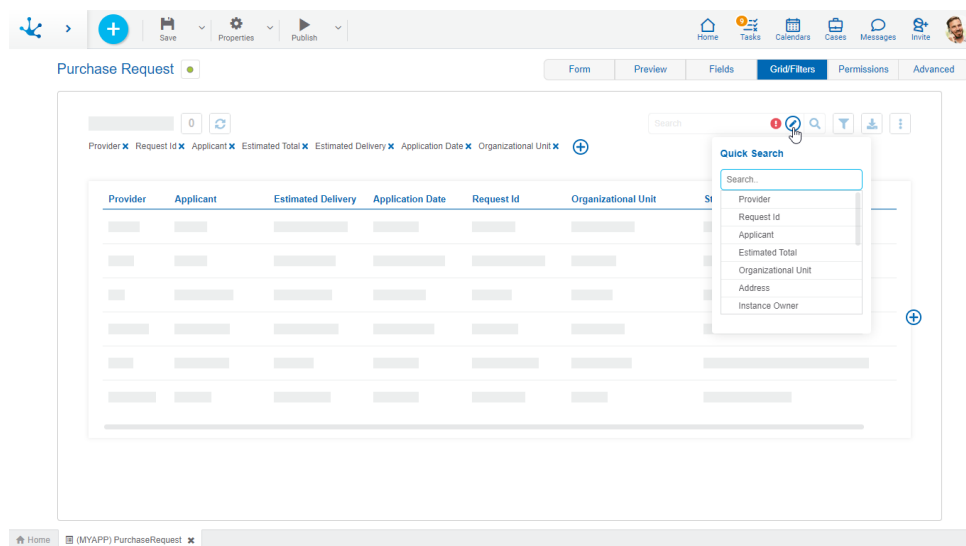 Save
Properties
Publish
Home
9
Tasks
Calendars
Cases
Messages
Invite
Purchase Request
Form
Preview
Fields
Grid/Filters
Permissions
Advanced
0
Search
Provider Request Id Applicant Estimated Total Estimated Delivery Application Date Organizational Unit
Quick Search
Search..
Provider
Request Id
Applicant
Estimated Total
Organizational Unit
Address
Instance Owner
Provider Applicant Estimated Delivery Application Date Request Id Organizational Unit St
Home
(MYAPP) PurchaseRequest